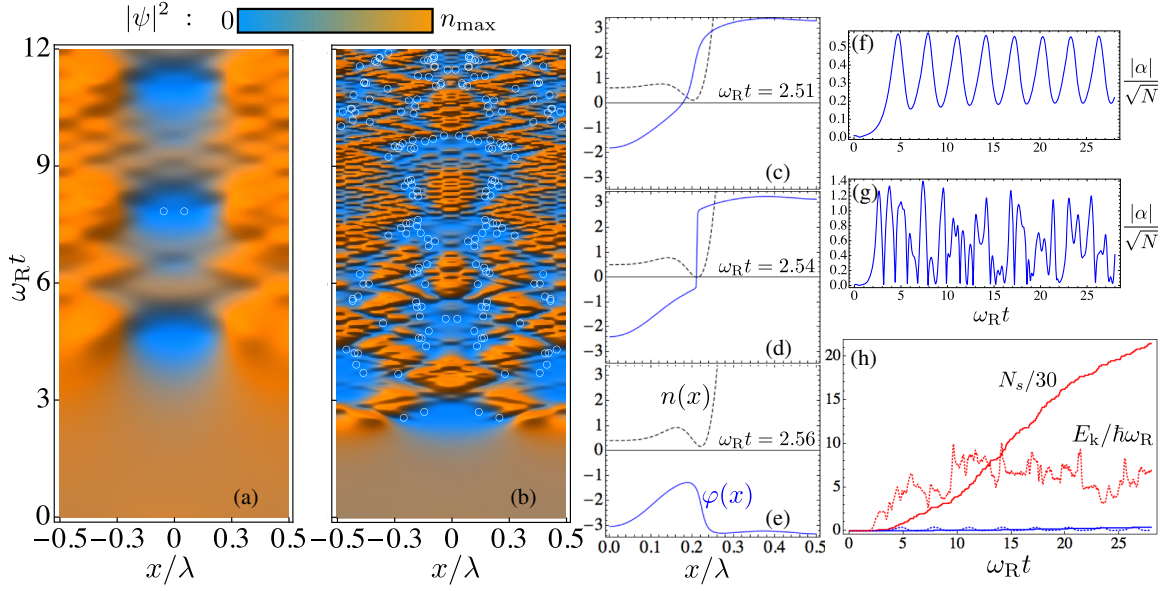 |ψ|² : 0 n_max
12
9
6
3
0
ω_R t
(a)
−0.5 −0.3 0 0.3 0.5
x/λ
(b)
−0.5 −0.3 0 0.3 0.5
x/λ
3
2
1
0
−1
−2
−3
ω_R t = 2.51
(c)
3
2
1
0
−1
−2
−3
ω_R t = 2.54
(d)
3
2
1
0
−1
−2
−3
n(x)
ω_R t = 2.56
φ(x)
(e)
0.0 0.1 0.2 0.3 0.4 0.5
x/λ
(f)
0.5
0.4
0.3
0.2
0.1
0.0
0 5 10 15 20 25
|α|
√N
(g)
1.4
1.2
1.0
0.8
0.6
0.4
0.2
0.0
0 5 10 15 20 25
|α|
√N
ω_R t
(h)
20
15
10
5
0
N_s/30
E_k/ħω_R
0 5 10 15 20 25
ω_R t